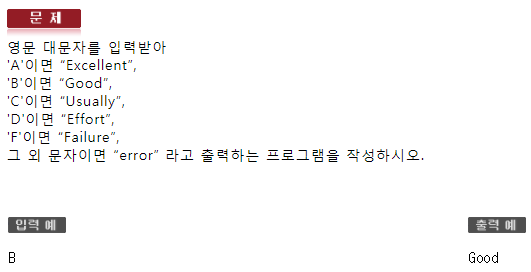 문 제
영문 대문자를 입력받아
'A'이면 “Excellent”,
'B'이면 “Good”,
'C'이면 “Usually”,
'D'이면 “Effort”,
'F'이면 “Failure”,
그 외 문자이면 “error” 라고 출력하는 프로그램을 작성하시오.
입력 예
출력 예
B
Good